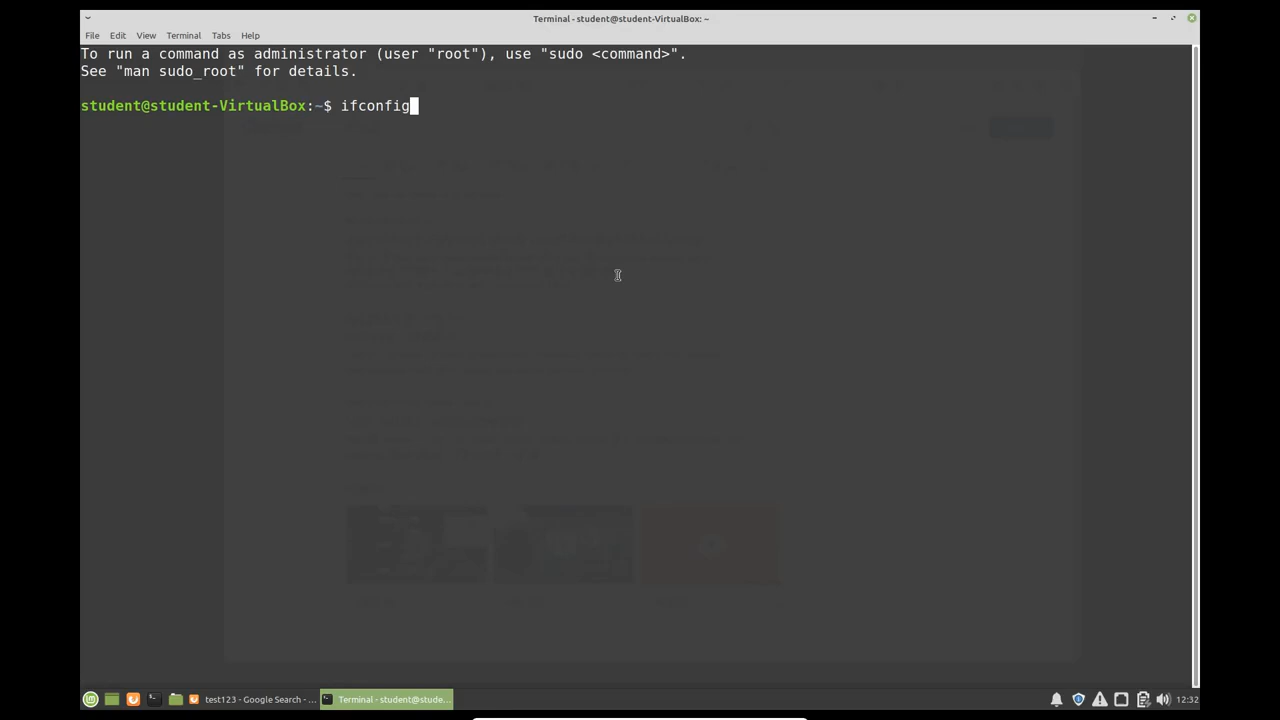 Terminal - student@student-VirtualBox: ~
File Edit View Terminal Tabs Help
To run a command as administrator (user "root"), use "sudo <command>".
See "man sudo_root" for details.
student@student-VirtualBox:~$ ifconfig
test123 - Google Search - ...
Terminal - student@stude...
12:32